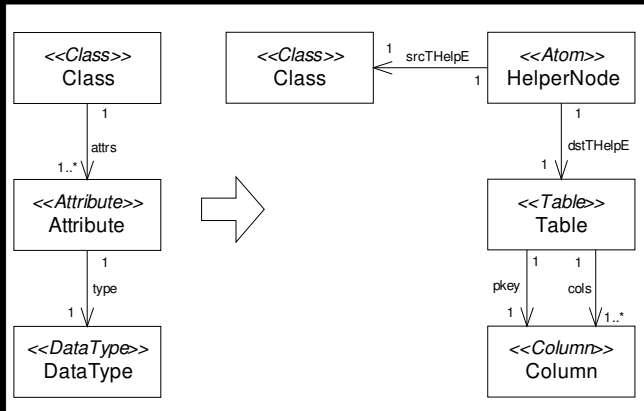 <<Class>>
Class
1
attrs
1..*
<<Attribute>>
Attribute
1
type
1
<<DataType>>
DataType
<<Class>>
Class
1
srcTHelpE
1
<<Atom>>
HelperNode
1
dstTHelpE
1
<<Table>>
Table
1
1
pkey
cols
1
1..*
<<Column>>
Column